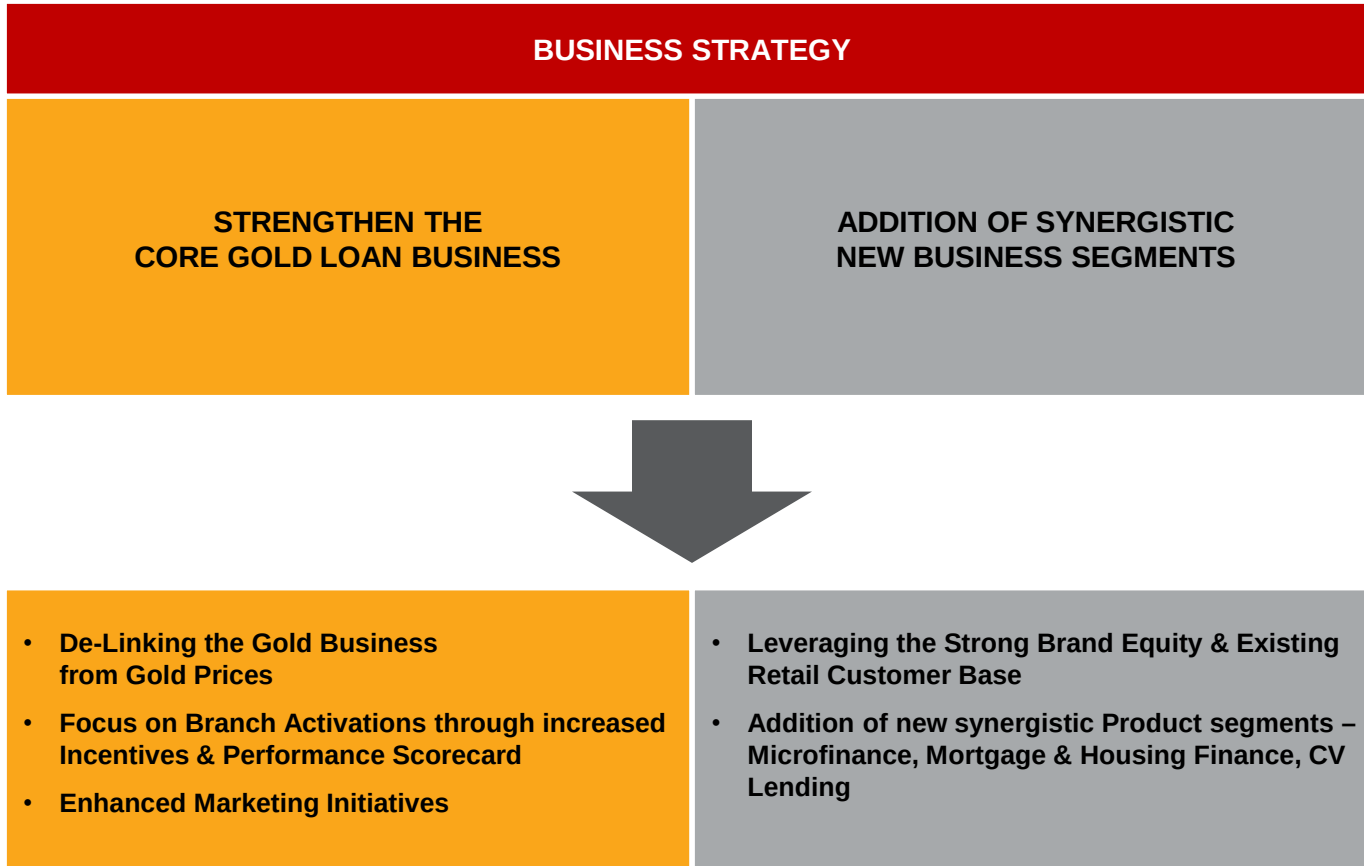 BUSINESS STRATEGY
STRENGTHEN THE
CORE GOLD LOAN BUSINESS
ADDITION OF SYNERGISTIC
NEW BUSINESS SEGMENTS
• De-Linking the Gold Business
from Gold Prices
• Focus on Branch Activations through increased
Incentives & Performance Scorecard
• Enhanced Marketing Initiatives
• Leveraging the Strong Brand Equity & Existing
Retail Customer Base
• Addition of new synergistic Product segments –
Microfinance, Mortgage & Housing Finance, CV
Lending